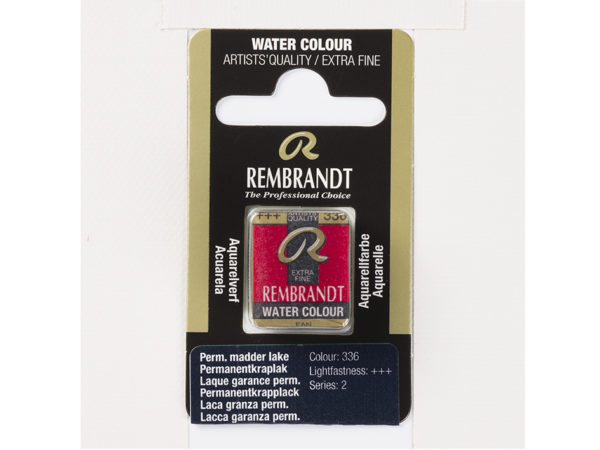 WATER COLOUR
ARTISTS'QUALITY / EXTRA FINE
R
REMBRANDT
The Professional Choice
Aquarelverf
Acuarela
+++ QUALITY 336
R
EXTRA
FINE
REMBRANDT
WATER COLOUR
PAN
Aquarellfarbe
Aquarelle
Perm. madder lake
Permanentkraplak
Laque garance perm.
Permanentkrapplack
Laca granza perm.
Lacca garanza perm.
Colour: 336
Lightfastness: +++
Series: 2